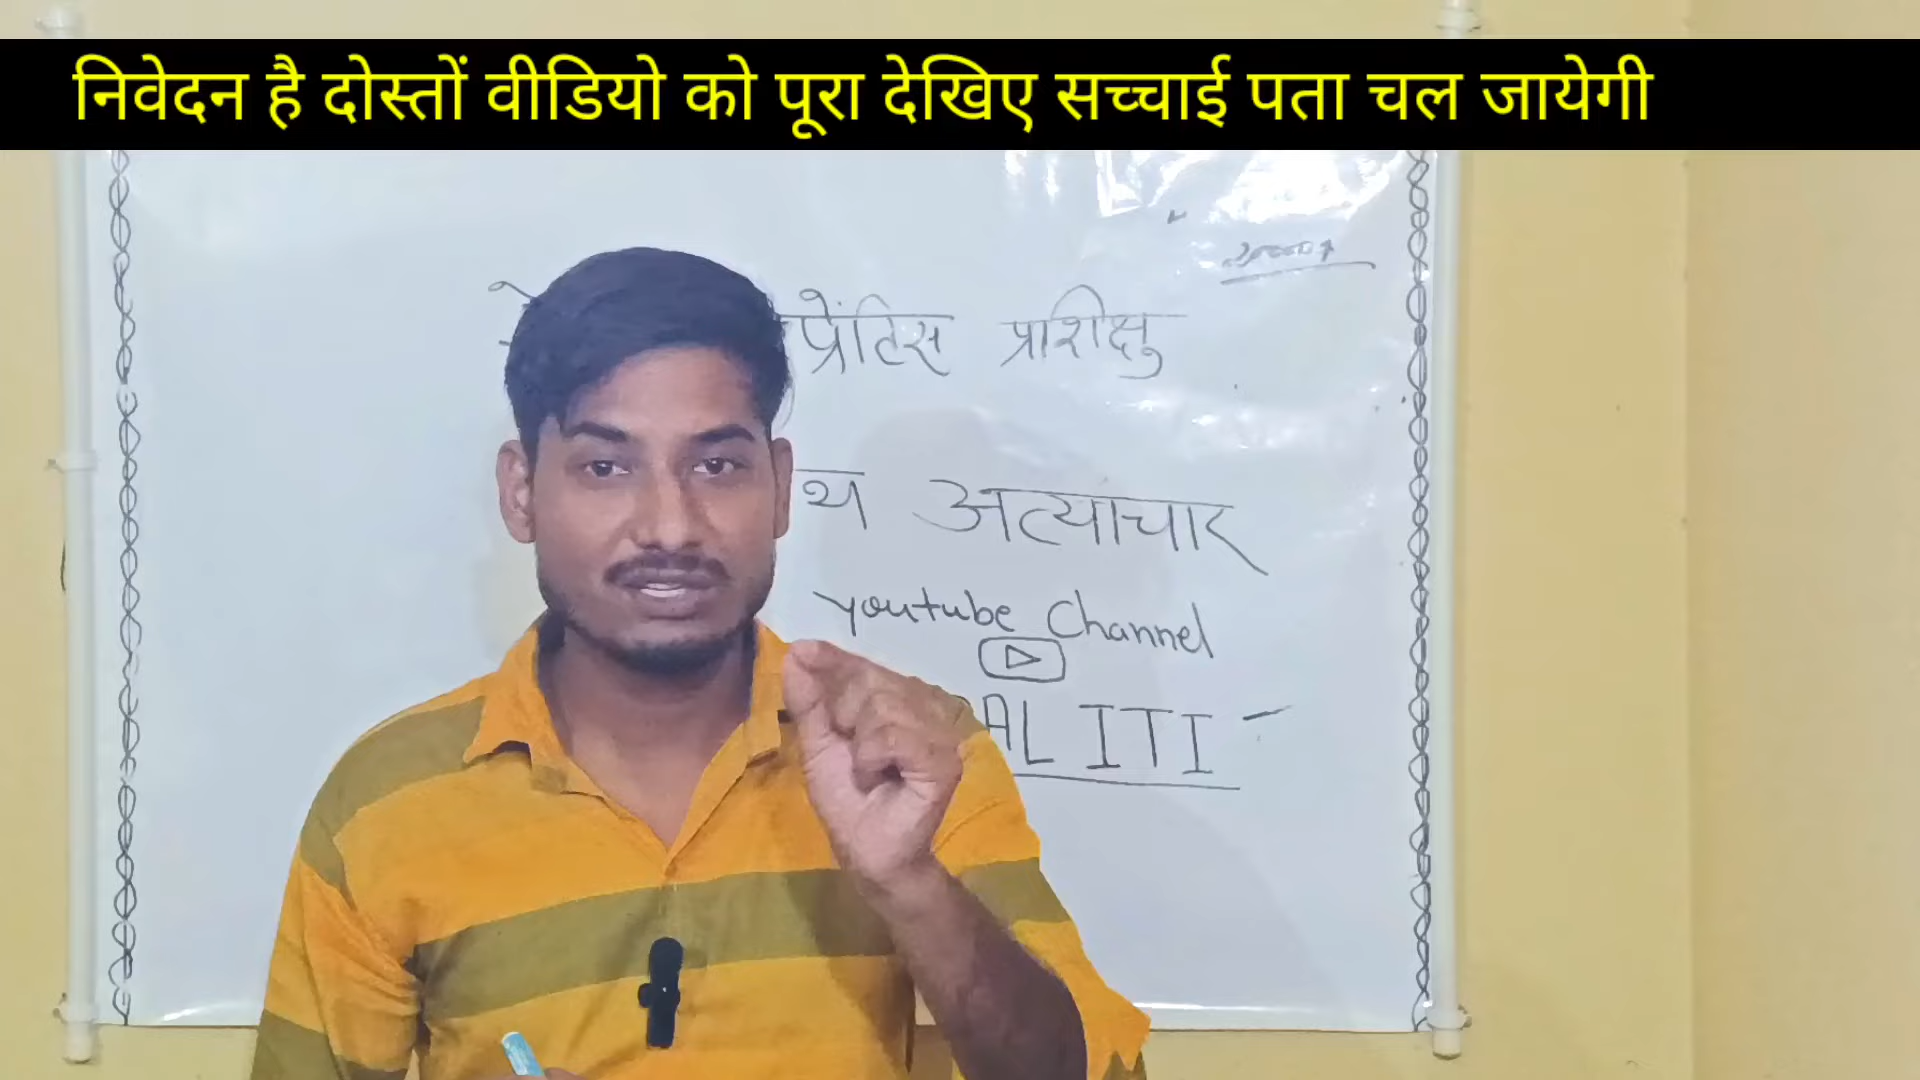 निवेदन है दोस्तों वीडियो को पूरा देखिए सच्चाई पता चल जायेगी
प्रेंटिस प्रशिक्षु
थ अत्याचार
youtube Channel
AL ITI